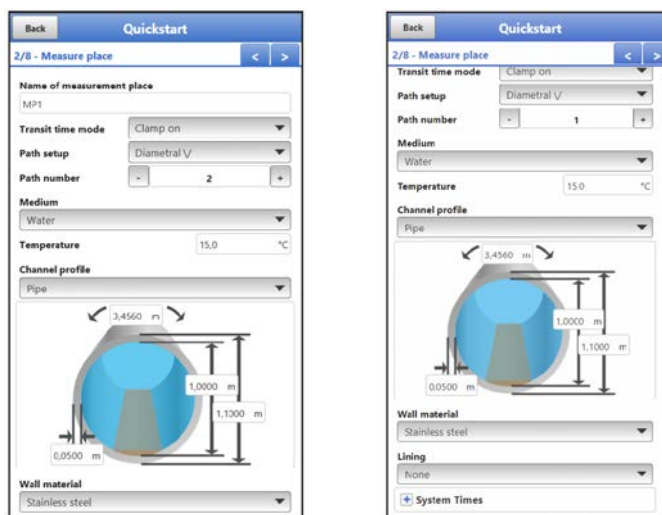 Back Quickstart
2/8 - Measure place < >
Name of measurement place
MP1
Transit time mode Clamp on
Path setup Diametral \/
Path number - 2 +
Medium
Water
Temperature 15,0 °C
Channel profile
Pipe
3,4560 m
1,0000 m
1,1000 m
0,0500 m
Wall material
Stainless steel
Back Quickstart
2/8 - Measure place < >
Transit time mode Clamp on
Path setup Diametral \/
Path number - 1 +
Medium
Water
Temperature 15.0 °C
Channel profile
Pipe
3,4560 m
1,0000 m
1,1000 m
0,0500 m
Wall material
Stainless steel
Lining
None
+ System Times